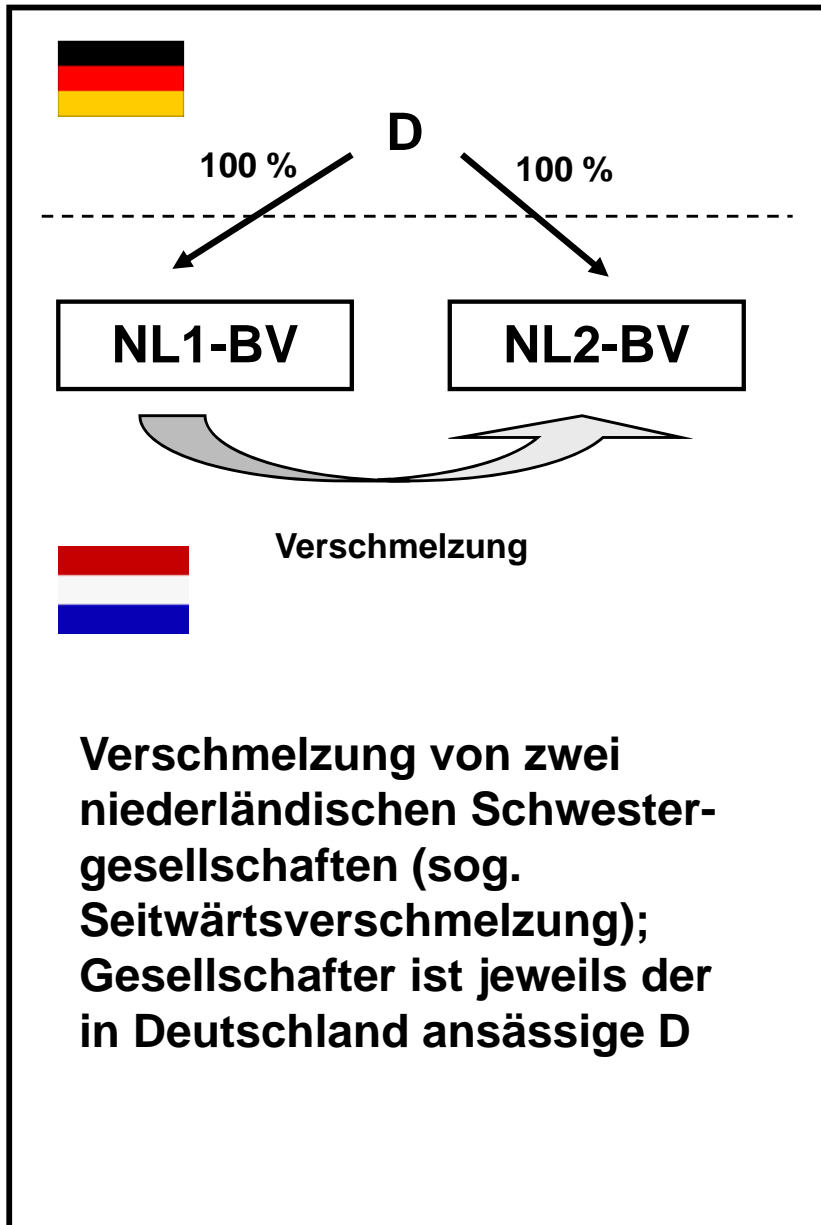 D
100 %
100 %
NL1-BV
NL2-BV
Verschmelzung
Verschmelzung von zwei
niederländischen Schwester-
gesellschaften (sog.
Seitwärtsverschmelzung);
Gesellschafter ist jeweils der
in Deutschland ansässige D